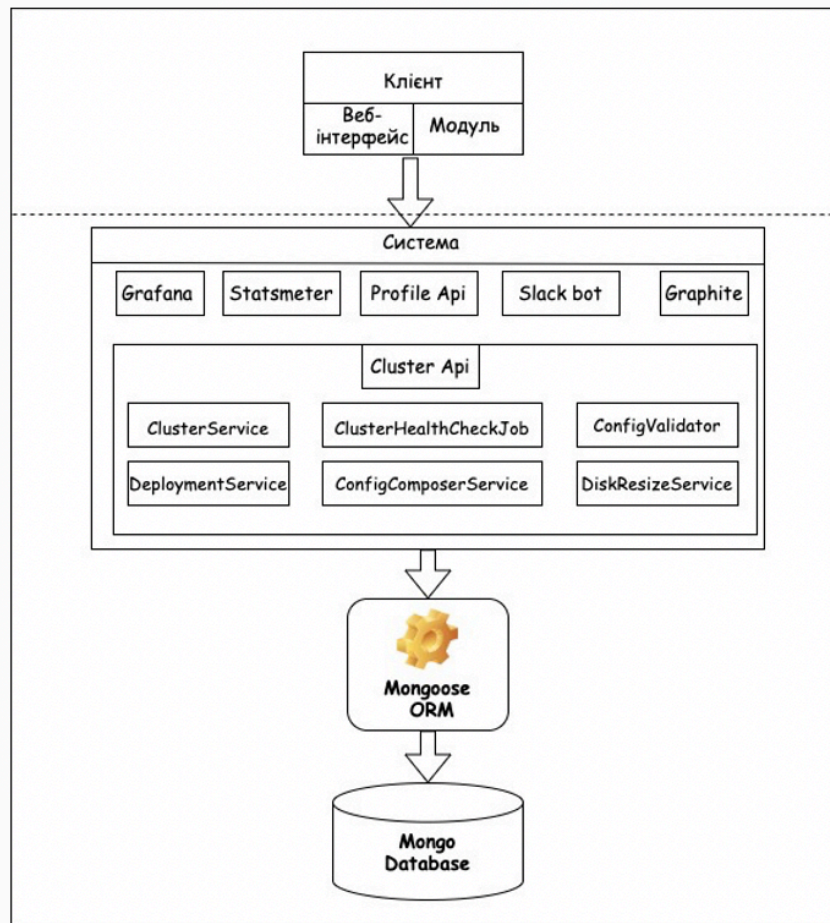 Клієнт
Веб-
інтерфейс
Модуль
Система
Grafana
Statsmeter
Profile Api
Slack bot
Graphite
Cluster Api
ClusterService
ClusterHealthCheckJob
ConfigValidator
DeploymentService
ConfigComposerService
DiskResizeService
Mongoose
ORM
Mongo
Database